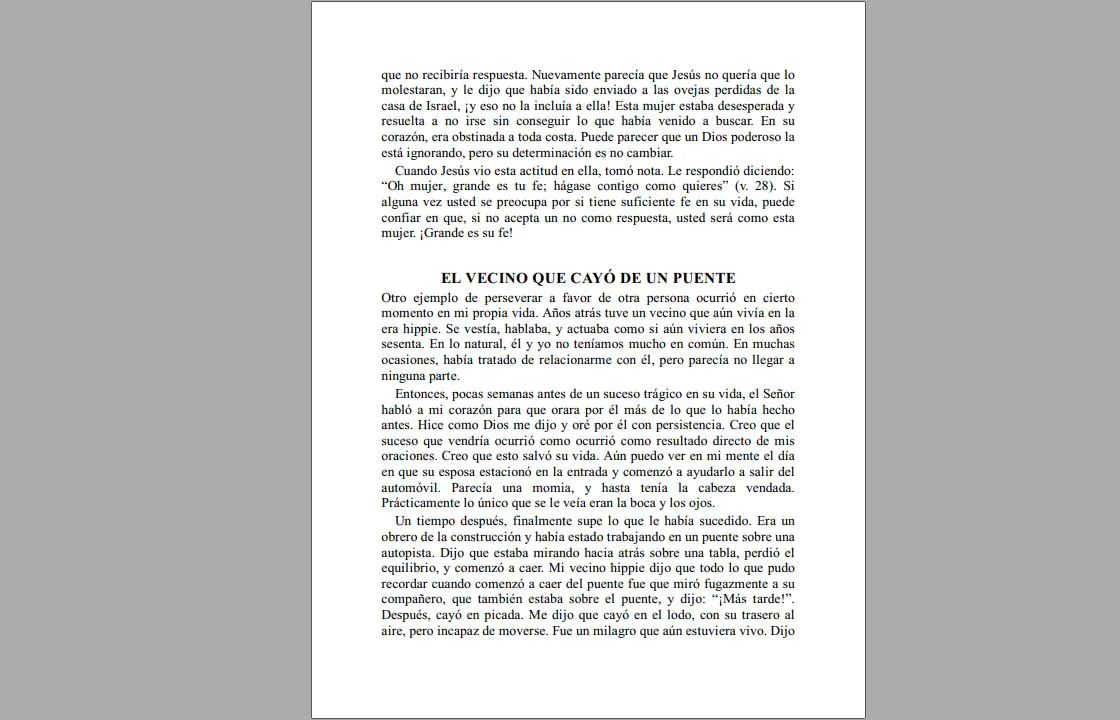 que no recibiría respuesta. Nuevamente parecía que Jesús no quería que lo
molestaran, y le dijo que había sido enviado a las ovejas perdidas de la
casa de Israel, ¡y eso no la incluía a ella! Esta mujer estaba desesperada y
resuelta a no irse sin conseguir lo que había venido a buscar. En su
corazón, era obstinada a toda costa. Puede parecer que un Dios poderoso la
está ignorando, pero su determinación es no cambiar.
Cuando Jesús vio esta actitud en ella, tomó nota. Le respondió diciendo:
“Oh mujer, grande es tu fe; hágase contigo como quieres” (v. 28). Si
alguna vez usted se preocupa por si tiene suficiente fe en su vida, puede
confiar en que, si no acepta un no como respuesta, usted será como esta
mujer. ¡Grande es su fe!
EL VECINO QUE CAYÓ DE UN PUENTE
Otro ejemplo de perseverar a favor de otra persona ocurrió en cierto
momento en mi propia vida. Años atrás tuve un vecino que aún vivía en la
era hippie. Se vestía, hablaba, y actuaba como si aún viviera en los años
sesenta. En lo natural, él y yo no teníamos mucho en común. En muchas
ocasiones, había tratado de relacionarme con él, pero parecía no llegar a
ninguna parte.
Entonces, pocas semanas antes de un suceso trágico en su vida, el Señor
habló a mi corazón para que orara por él más de lo que lo había hecho
antes. Hice como Dios me dijo y oré por él con persistencia. Creo que el
suceso que vendría ocurrió como ocurrió como resultado directo de mis
oraciones. Creo que esto salvó su vida. Aún puedo ver en mi mente el día
en que su esposa estacionó en la entrada y comenzó a ayudarlo a salir del
automóvil. Parecía una momia, y hasta tenía la cabeza vendada.
Prácticamente lo único que se le veía eran la boca y los ojos.
Un tiempo después, finalmente supe lo que le había sucedido. Era un
obrero de la construcción y había estado trabajando en un puente sobre una
autopista. Dijo que estaba mirando hacia atrás sobre una tabla, perdió el
equilibrio, y comenzó a caer. Mi vecino hippie dijo que todo lo que pudo
recordar cuando comenzó a caer del puente fue que miró fugazmente a su
compañero, que también estaba sobre el puente, y dijo: “¡Más tarde!”.
Después, cayó en picada. Me dijo que cayó en el lodo, con su trasero al
aire, pero incapaz de moverse. Fue un milagro que aún estuviera vivo. Dijo